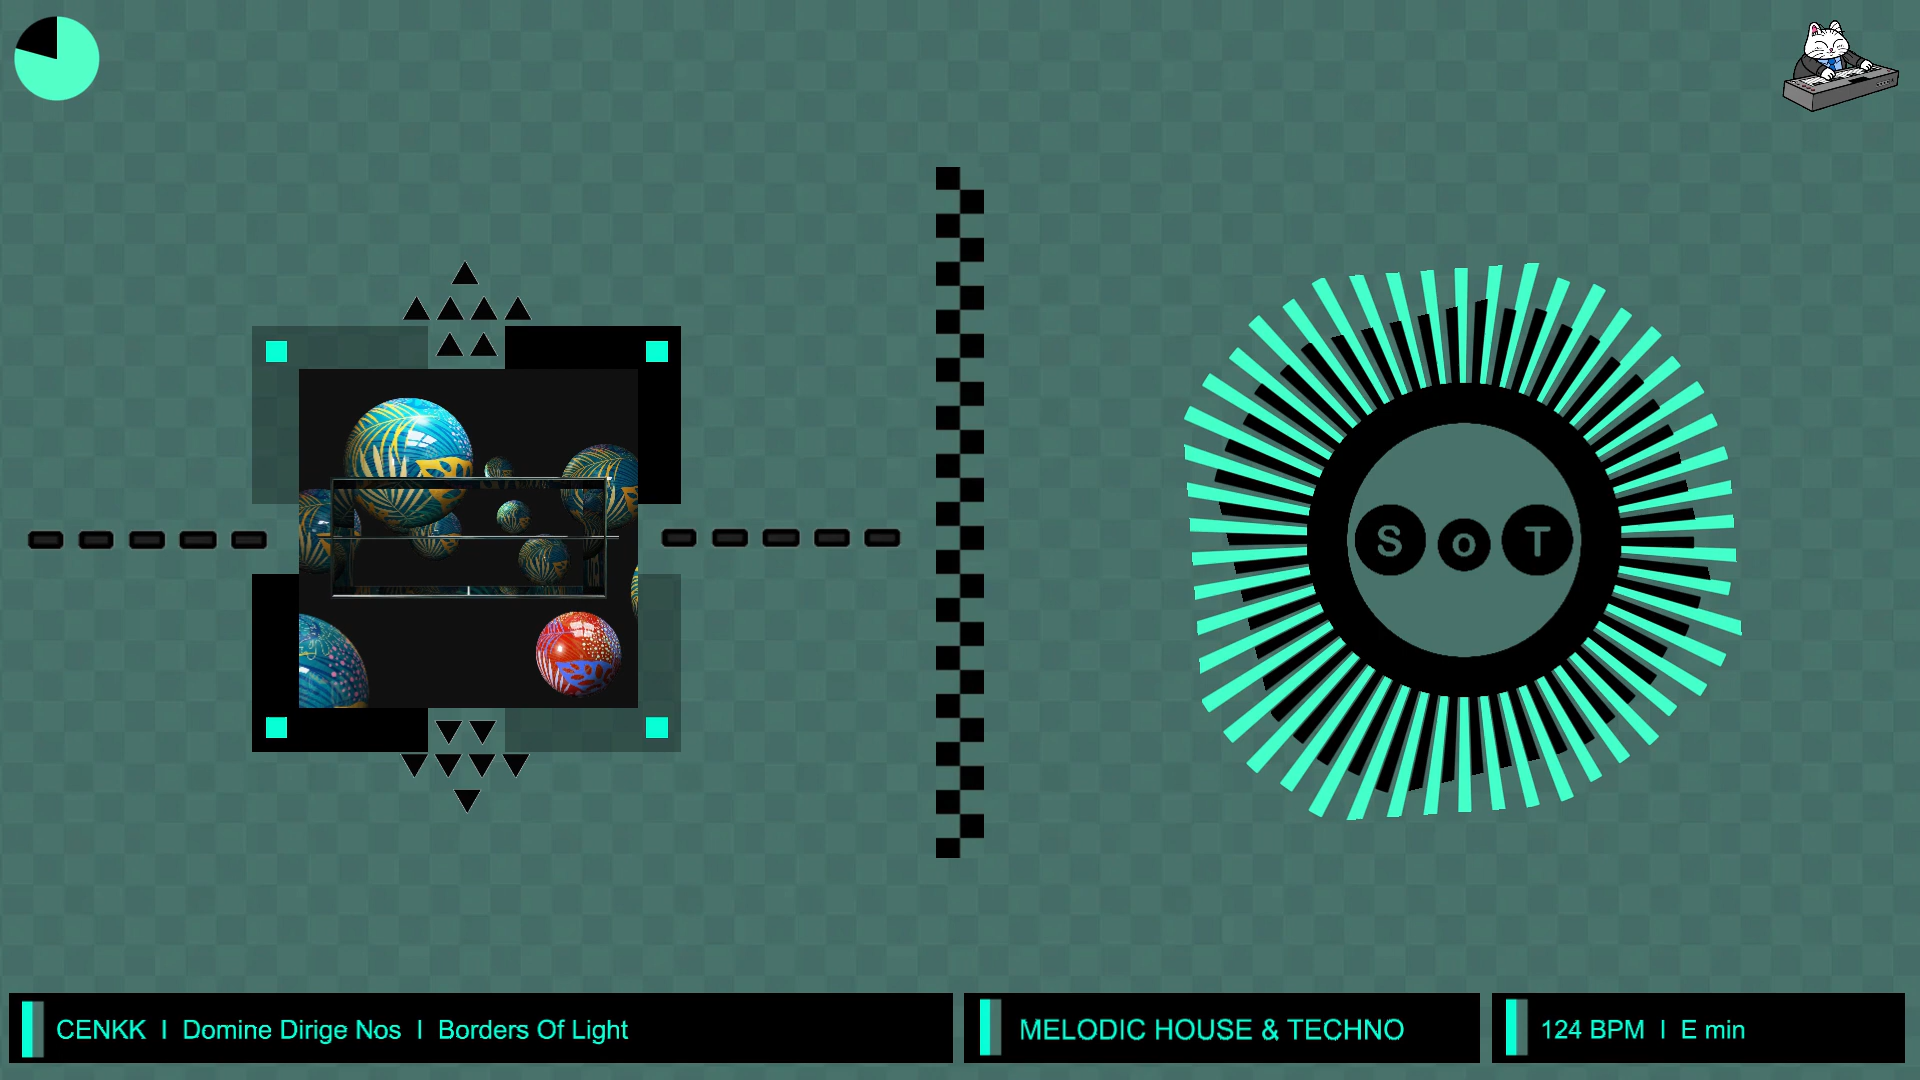 S o T
CENKK I Domine Dirige Nos I Borders Of Light
MELODIC HOUSE & TECHNO
124 BPM I E min